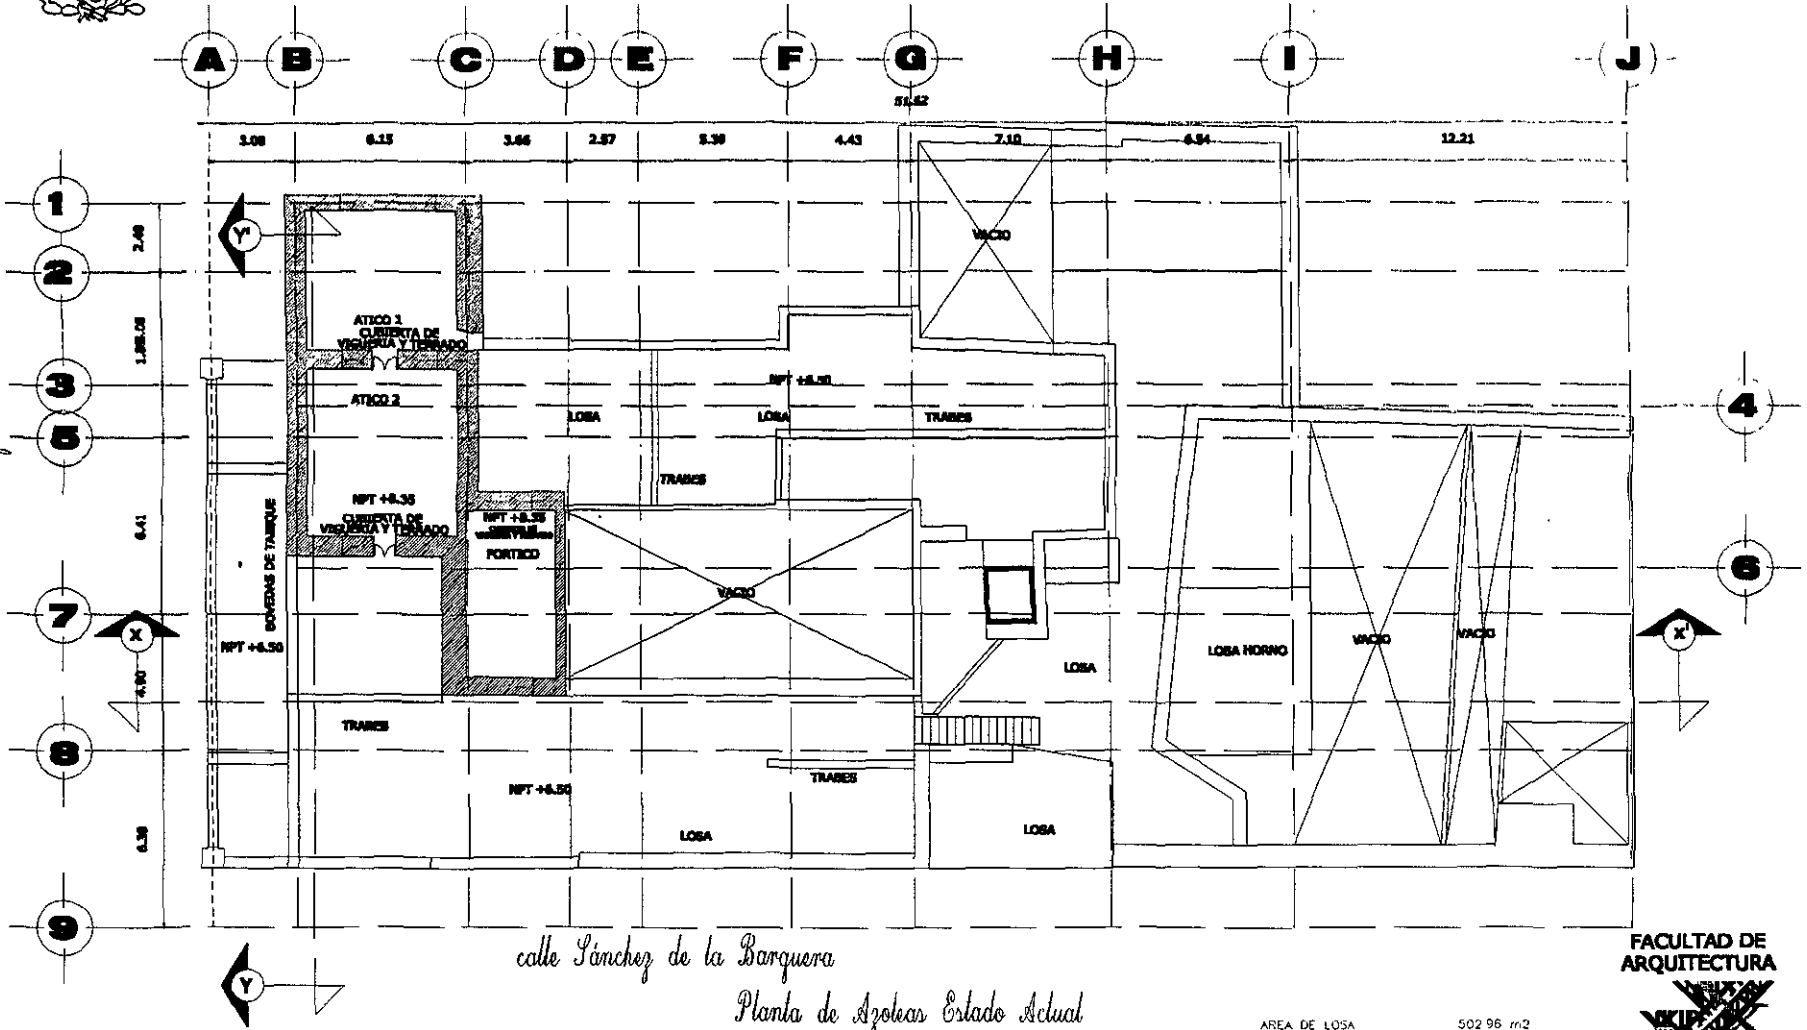 A B C D E F G H I J
51.52
3.08 6.15 3.66 2.57 5.39 4.43 7.10 6.54 12.21
1
2.40
Y'
VACIO
2
ATICO 1
CUBIERTA DE
VIGUERIA Y TERRADO
3
NPT +6.50
ATICO 2
4
LOSA LOSA TRABES
5
TRABES
NPT +8.35
CUBIERTA DE
VIGUERIA Y TERRADO
NPT +8.35
PORTICO
6.41
BOVEDAS DE TABIQUE
6
VACIO
7
X
X'
NPT +6.50
LOSA HORNO
VACIO
VACIO
LOSA
4.90
TRABES
8
TRABES
NPT +6.50
LOSA
LOSA
6.38
9
calle Sánchez de la Barquera
FACULTAD DE
ARQUITECTURA
Y
Planta de Azoteas Estado Actual
AREA DE LOSA 502.96 m2